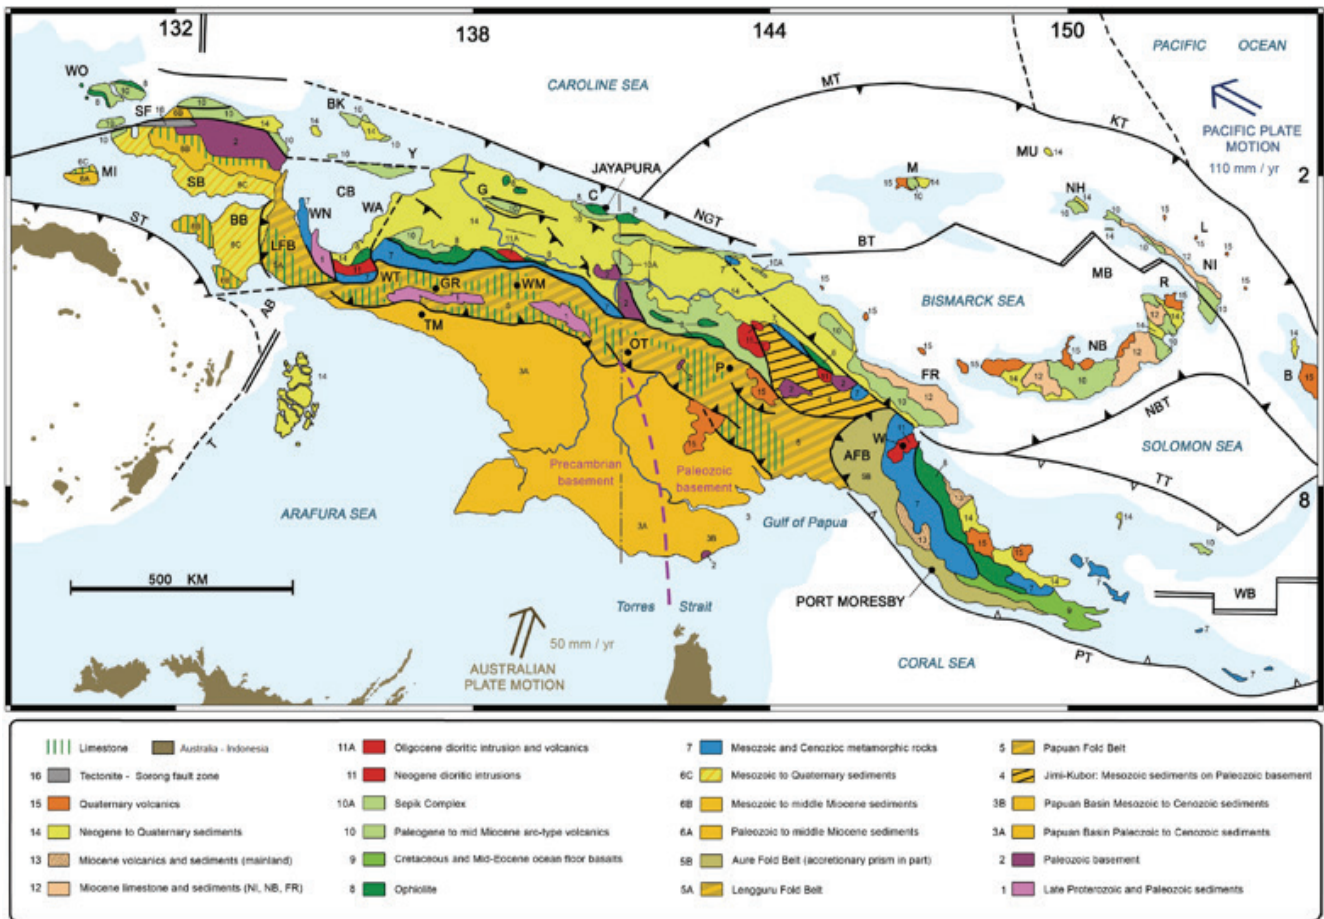 132
138
144
150
PACIFIC OCEAN
WO
CAROLINE SEA
MT
KT
PACIFIC PLATE
MOTION
110 mm / yr
SF
BK
Y
JAYAPURA
MU
M
2
MI
SB
CB
G
C
NH
ST
BB
WN
WA
NGT
BT
L
NI
LFB
MB
R
WT
GR
WM
BISMARCK SEA
AB
TM
NB
OT
FR
P
B
NBT
W
SOLOMON SEA
AFB
TT
Precambrian
basement
Paleozoic
basement
ARAFURA SEA
T
Gulf of Papua
8
500 KM
PORT MORESBY
WB
Torres Strait
50 mm / yr
AUSTRALIAN
PLATE MOTION
CORAL SEA
PT
Limestone
Australia - Indonesia
16 Tectonite - Sorong fault zone
15 Quaternary volcanics
14 Neogene to Quaternary sediments
13 Miocene volcanics and sediments (mainland)
12 Miocene limestone and sediments (NI, NB, FR)
11A Oligocene dioritic intrusion and volcanics
11 Neogene dioritic intrusions
10A Sepik Complex
10 Paleogene to mid Miocene arc-type volcanics
9 Cretaceous and Mid-Eocene ocean floor basalts
8 Ophiolite
7 Mesozoic and Cenozioc metamorphic rocks
6C Mesozoic to Quaternary sediments
6B Mesozoic to middle Miocene sediments
6A Paleozoic to middle Miocene sediments
5B Aure Fold Belt (accretionary prism in part)
5A Lengguru Fold Belt
5 Papuan Fold Belt
4 Jimi-Kubor: Mesozoic sediments on Paleozoic basement
3B Papuan Basin Mesozoic to Cenozoic sediments
3A Papuan Basin Paleozoic to Cenozoic sediments
2 Paleozoic basement
1 Late Proterozoic and Paleozoic sediments